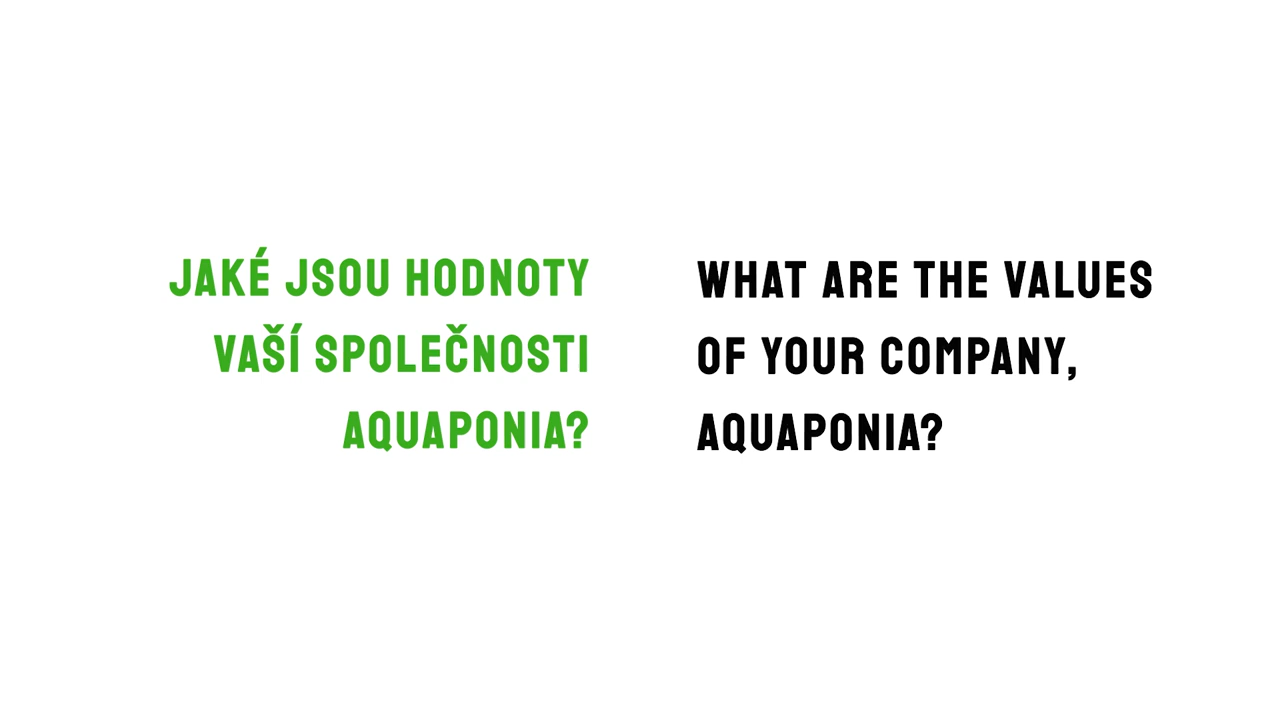 JAKÉ JSOU HODNOTY
VAŠÍ SPOLEČNOSTI
AQUAPONIA?
WHAT ARE THE VALUES
OF YOUR COMPANY,
AQUAPONIA?